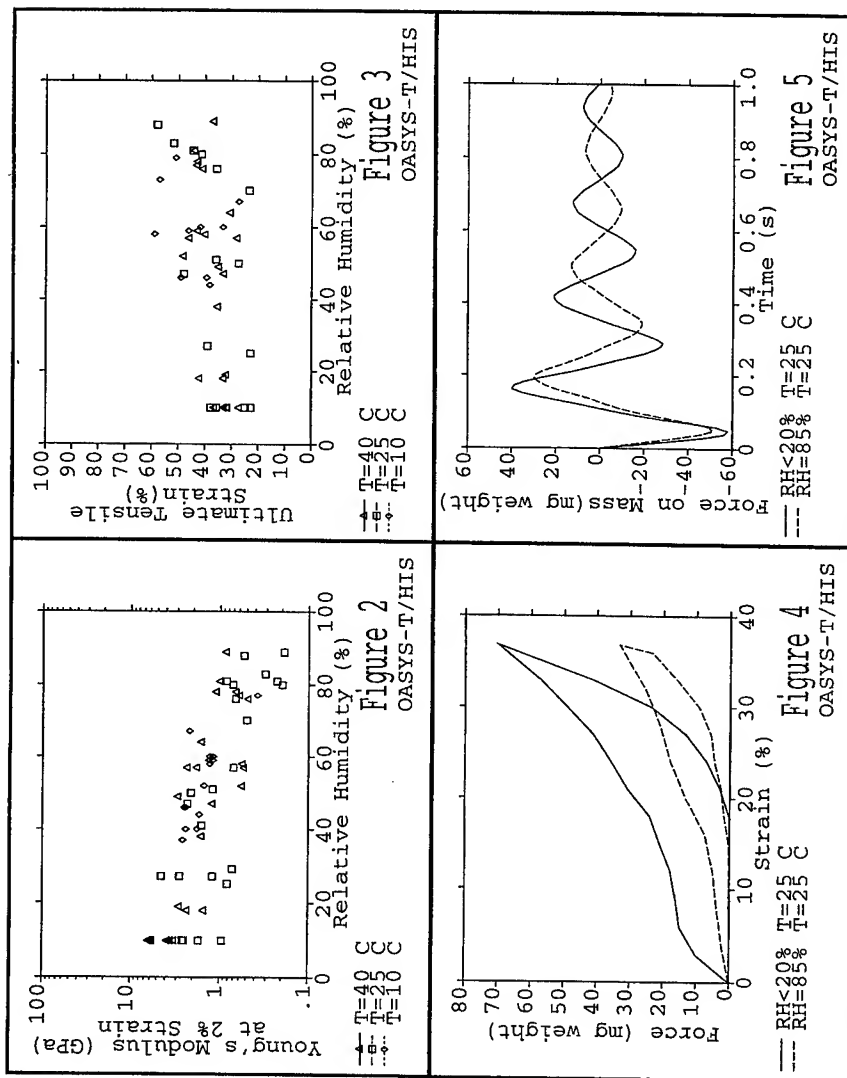 Young's Modulus (GPa)
at 2% Strain
100
10
1
.1
0
20
40
60
80
100
Relative Humidity (%)
T=40 C
T=25 C
T=10 C
Figure 2
OASYS-T/HIS
Ultimate Tensile
Strain(%)
100
90
80
70
60
50
40
30
20
10
0
0
20
40
60
80
100
Relative Humidity (%)
T=40 C
T=25 C
T=10 C
Figure 3
OASYS-T/HIS
Force (mg weight)
80
70
60
50
40
30
20
10
0
0
10
20
30
40
Strain (%)
RH<20% T=25 C
RH=85% T=25 C
Figure 4
OASYS-T/HIS
Force on Mass(mg weight)
60
40
20
0
-20
-40
-60
0
0.2
0.4
0.6
0.8
1.0
Time (s)
RH<20% T=25 C
RH=85% T=25 C
Figure 5
OASYS-T/HIS